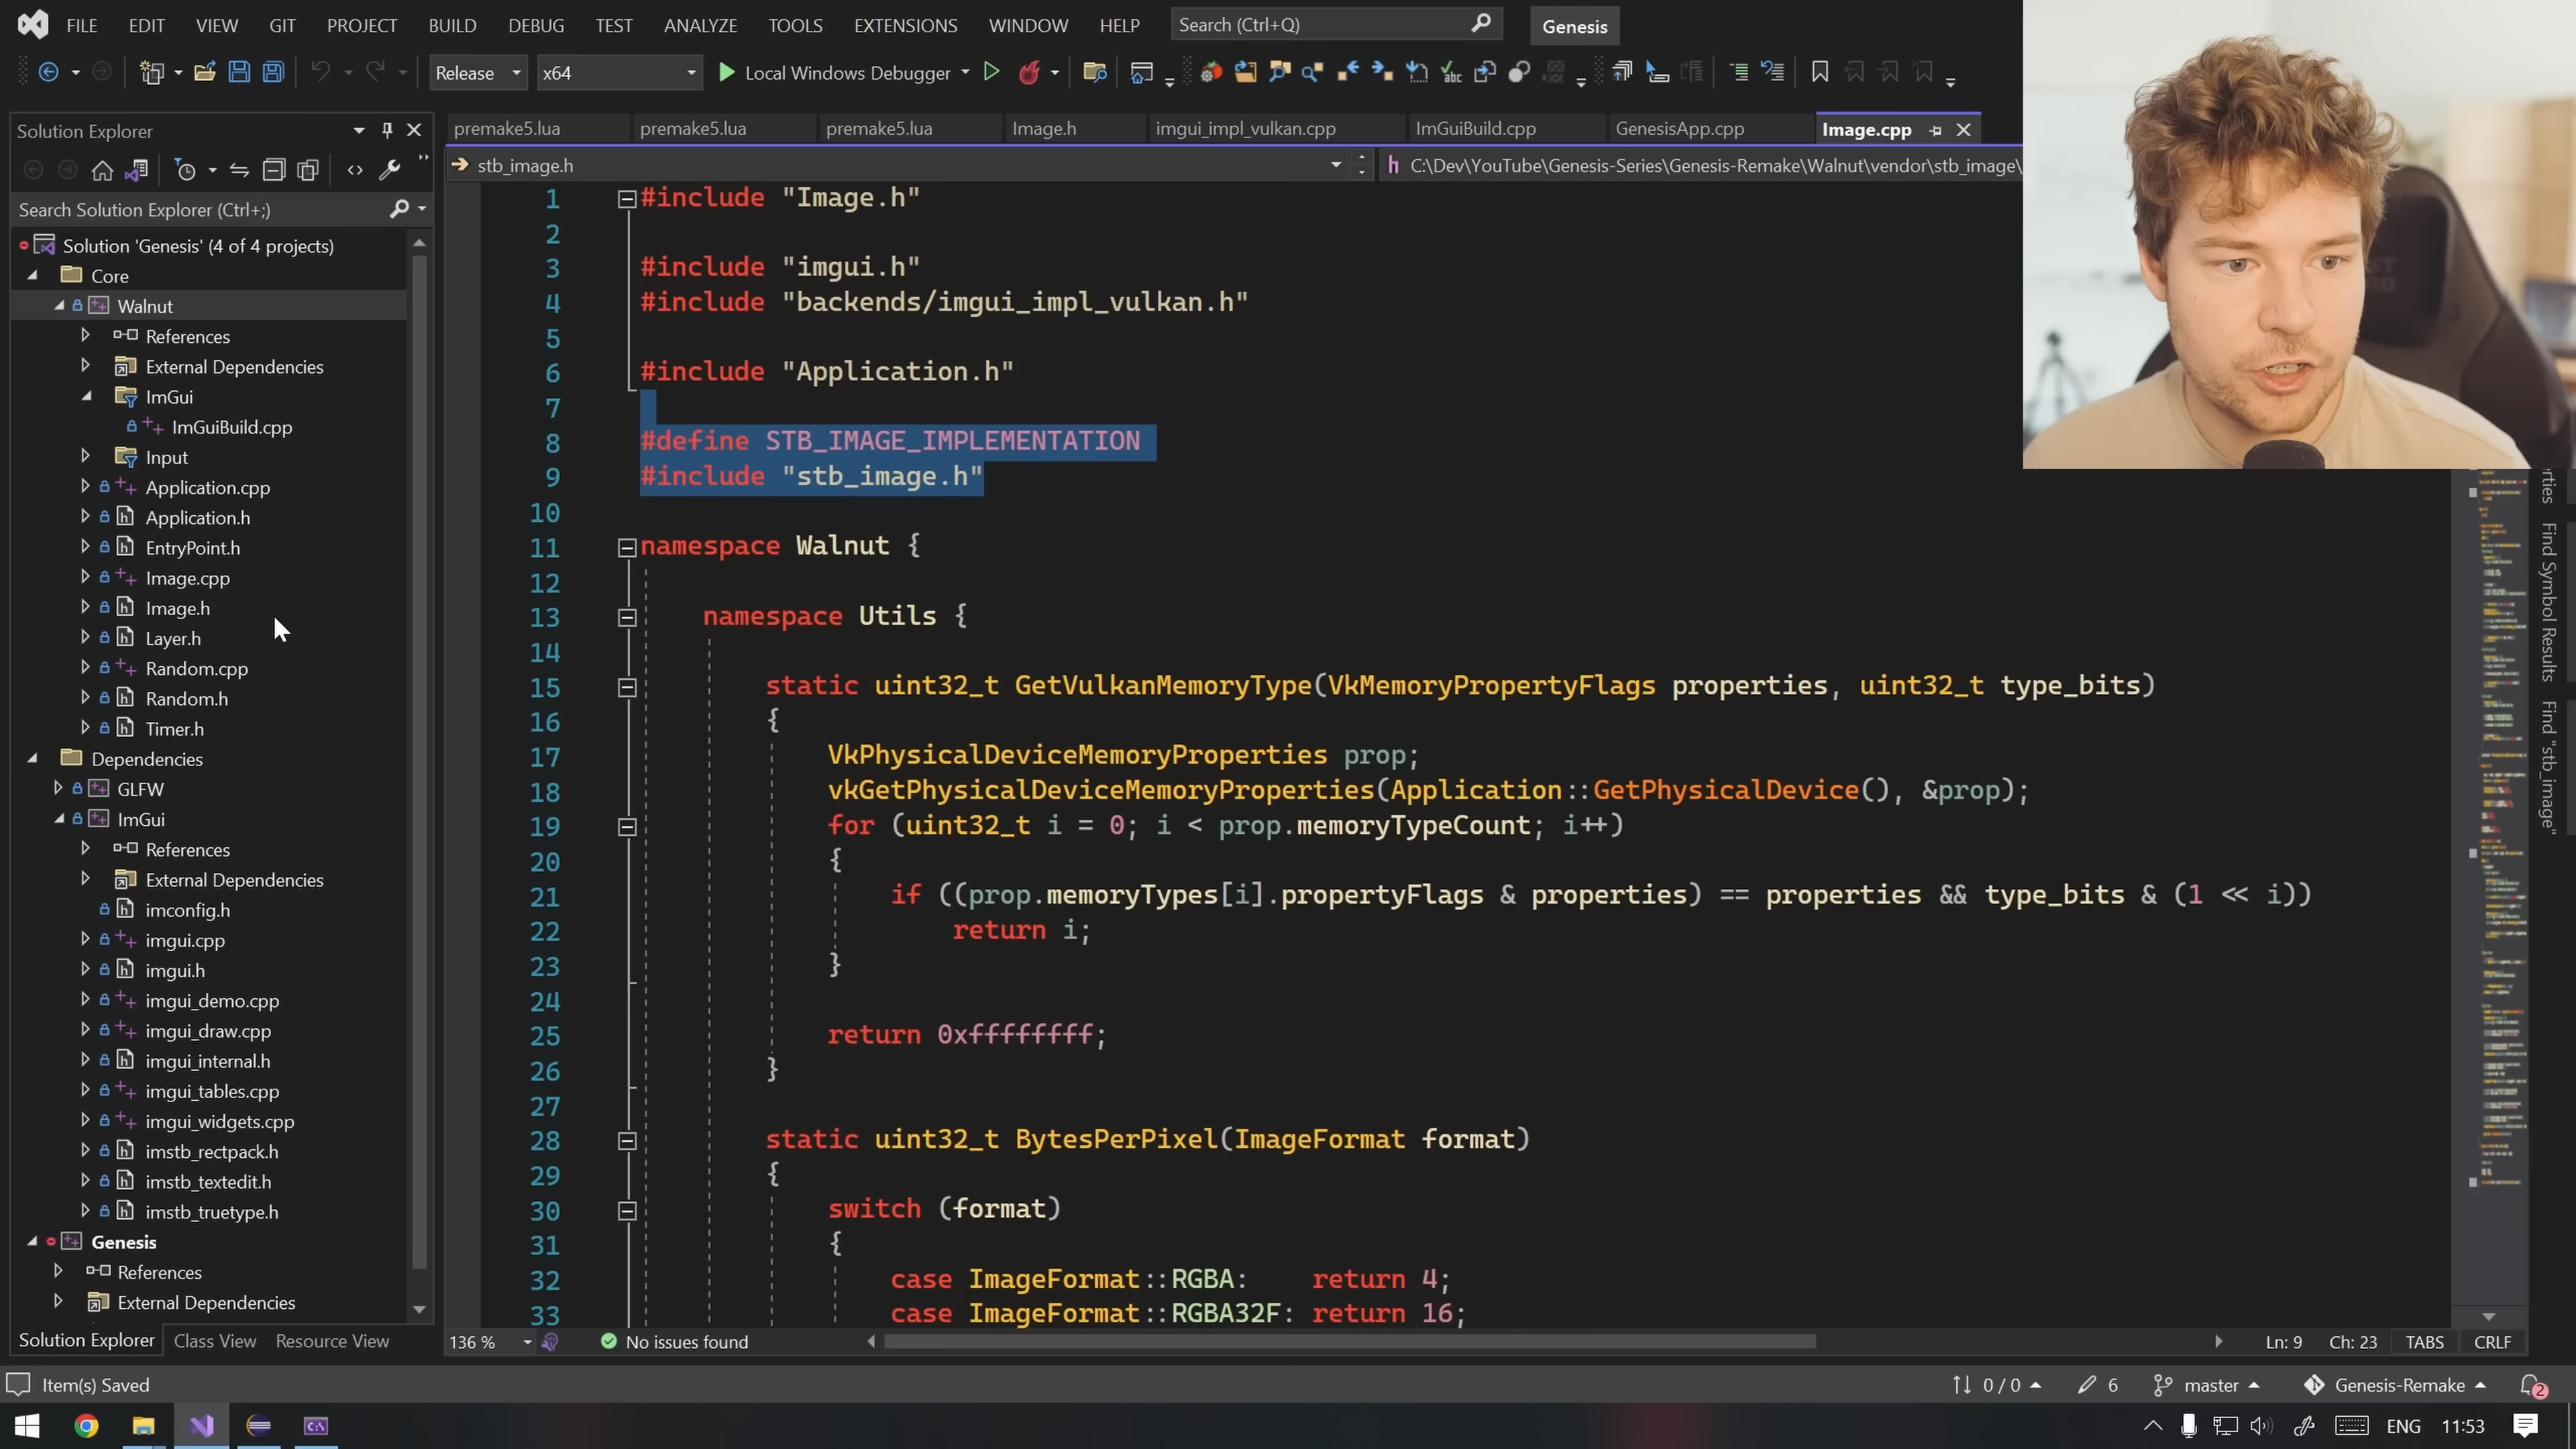 FILE EDIT VIEW GIT PROJECT BUILD DEBUG TEST ANALYZE TOOLS EXTENSIONS WINDOW HELP Search (Ctrl+Q) Genesis
Release x64 Local Windows Debugger
Solution Explorer
Search Solution Explorer (Ctrl+;)
Solution 'Genesis' (4 of 4 projects)
Core
Walnut
References
External Dependencies
ImGui
ImGuiBuild.cpp
Input
Application.cpp
Application.h
EntryPoint.h
Image.cpp
Image.h
Layer.h
Random.cpp
Random.h
Timer.h
Dependencies
GLFW
ImGui
References
External Dependencies
imconfig.h
imgui.cpp
imgui.h
imgui_demo.cpp
imgui_draw.cpp
imgui_internal.h
imgui_tables.cpp
imgui_widgets.cpp
imstb_rectpack.h
imstb_textedit.h
imstb_truetype.h
Genesis
References
External Dependencies
Solution Explorer Class View Resource View
premake5.lua premake5.lua premake5.lua Image.h imgui_impl_vulkan.cpp ImGuiBuild.cpp GenesisApp.cpp Image.cpp
stb_image.h C:\Dev\YouTube\Genesis-Series\Genesis-Remake\Walnut\vendor\stb_image\
1 #include "Image.h"
2
3 #include "imgui.h"
4 #include "backends/imgui_impl_vulkan.h"
5
6 #include "Application.h"
7
8 #define STB_IMAGE_IMPLEMENTATION
9 #include "stb_image.h"
10
11 namespace Walnut {
12
13 namespace Utils {
14
15 static uint32_t GetVulkanMemoryType(VkMemoryPropertyFlags properties, uint32_t type_bits)
16 {
17 VkPhysicalDeviceMemoryProperties prop;
18 vkGetPhysicalDeviceMemoryProperties(Application::GetPhysicalDevice(), &prop);
19 for (uint32_t i = 0; i < prop.memoryTypeCount; i++)
20 {
21 if ((prop.memoryTypes[i].propertyFlags & properties) == properties && type_bits & (1 << i))
22 return i;
23 }
24
25 return 0xffffffff;
26 }
27
28 static uint32_t BytesPerPixel(ImageFormat format)
29 {
30 switch (format)
31 {
32 case ImageFormat::RGBA: return 4;
33 case ImageFormat::RGBA32F: return 16;
136 % No issues found Ln: 9 Ch: 23 TABS CRLF
Find Symbol Results
Find "stb_image"
Item(s) Saved 0 / 0 6 master Genesis-Remake 2
ENG 11:53